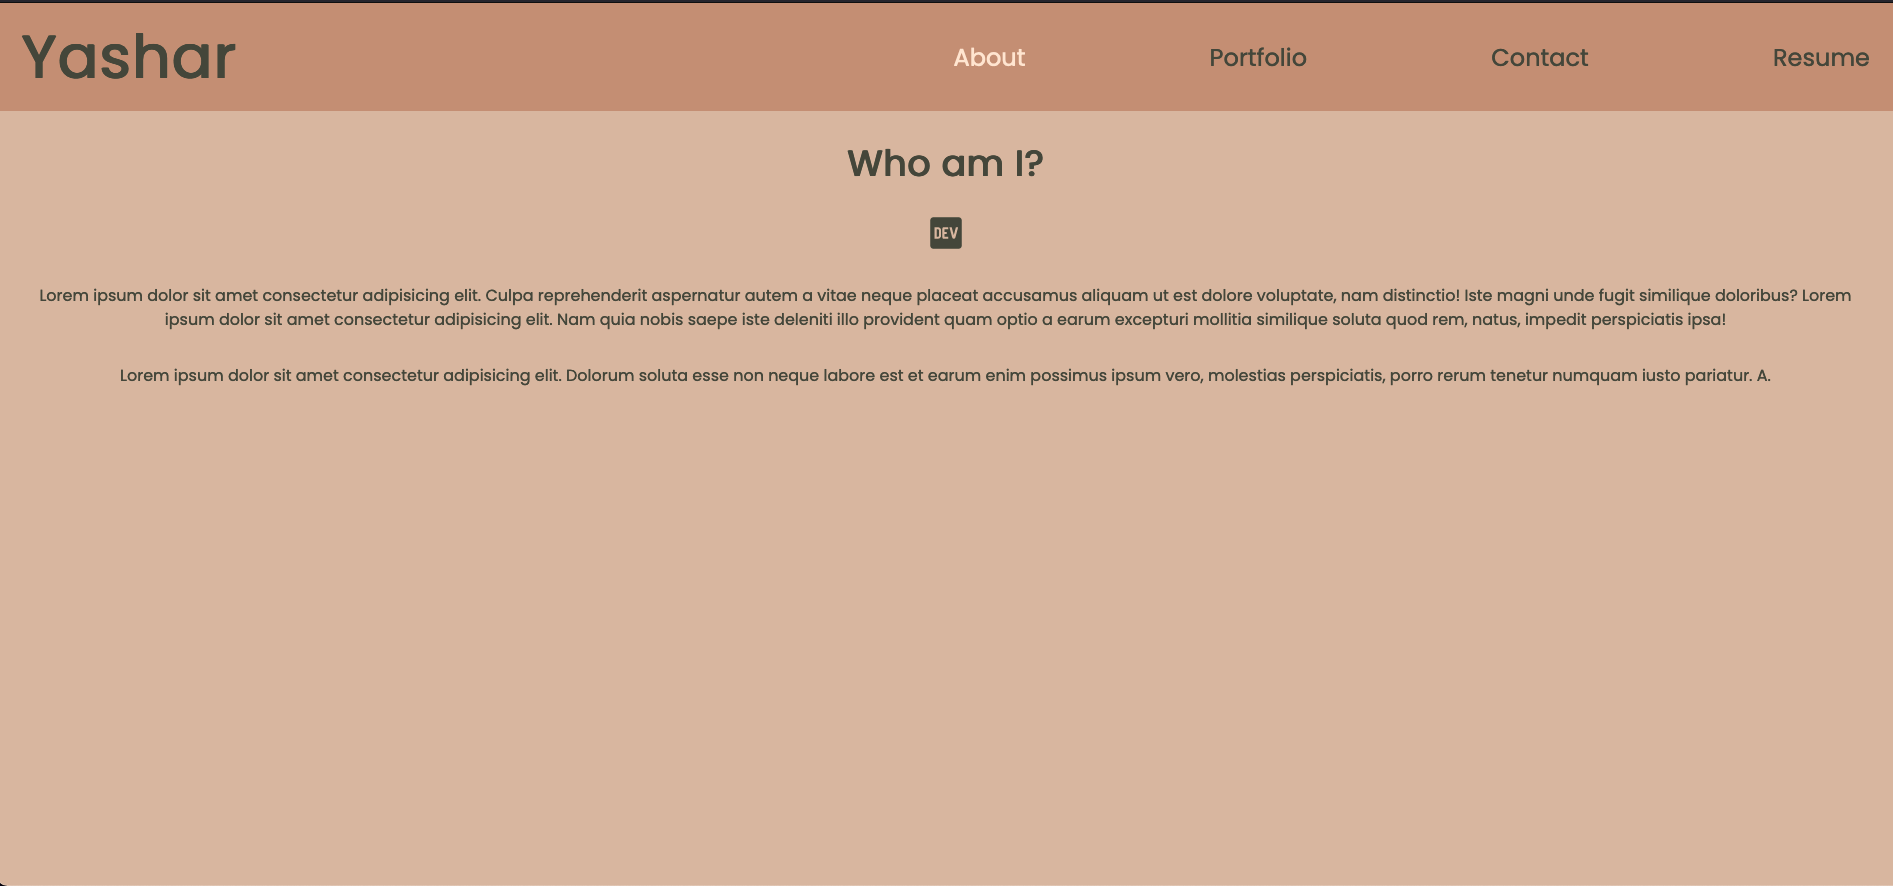 Yashar
About
Portfolio
Contact
Resume
Who am I?
DEV
Lorem ipsum dolor sit amet consectetur adipisicing elit. Culpa reprehenderit aspernatur autem a vitae neque placeat accusamus aliquam ut est dolore voluptate, nam distinctio! Iste magni unde fugit similique doloribus? Lorem
ipsum dolor sit amet consectetur adipisicing elit. Nam quia nobis saepe iste deleniti illo provident quam optio a earum excepturi mollitia similique soluta quod rem, natus, impedit perspiciatis ipsa!
Lorem ipsum dolor sit amet consectetur adipisicing elit. Dolorum soluta esse non neque labore est et earum enim possimus ipsum vero, molestias perspiciatis, porro rerum tenetur numquam iusto pariatur. A.